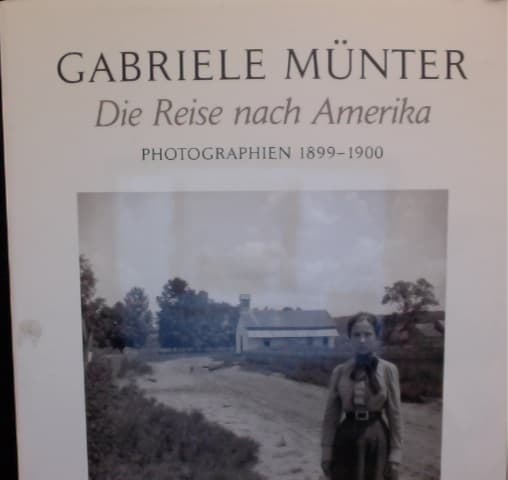 GABRIELE MÜNTER
Die Reise nach Amerika
PHOTOGRAPHIEN 1899–1900